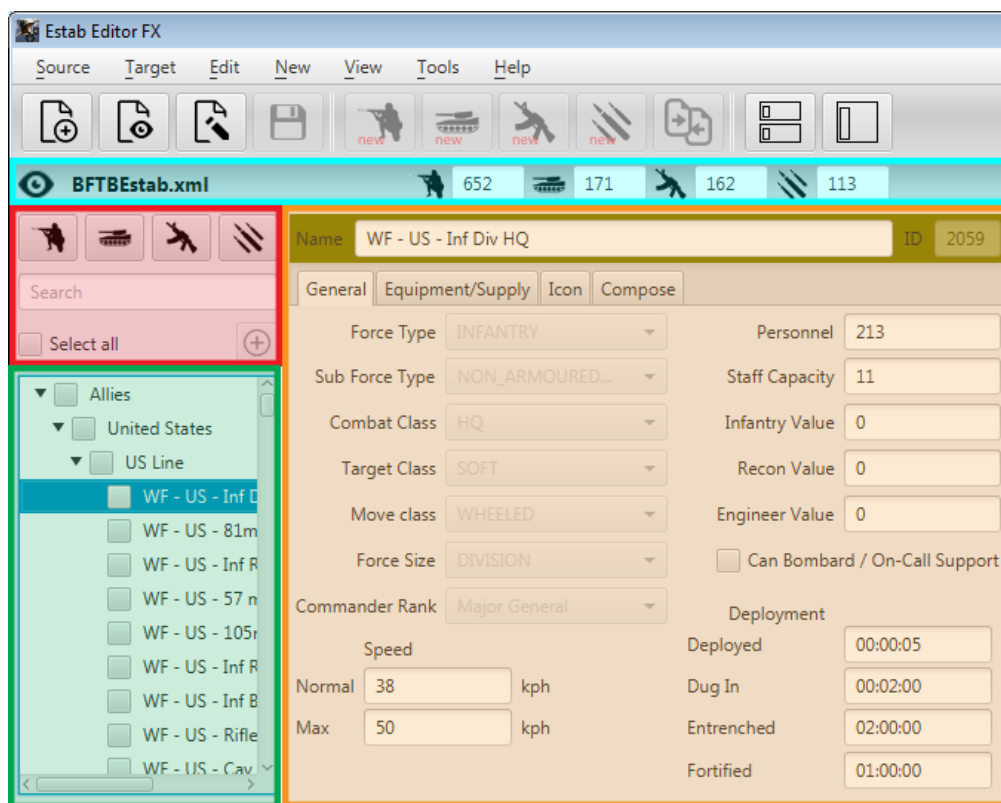 Estab Editor FX
Source Target Edit New View Tools Help
new new new new
BFTBEstab.xml 652 171 162 113
Name WF - US - Inf Div HQ ID 2059
Search
Select all
General Equipment/Supply Icon Compose
Force Type INFANTRY Personnel 213
Sub Force Type NON_ARMOURED... Staff Capacity 11
Combat Class HQ Infantry Value 0
Target Class SOFT Recon Value 0
Move class WHEELED Engineer Value 0
Force Size DIVISION Can Bombard / On-Call Support
Commander Rank Major General Deployment
Speed Deployed 00:00:05
Normal 38 kph Dug In 00:02:00
Max 50 kph Entrenched 02:00:00
Fortified 01:00:00
Allies
United States
US Line
WF - US - Inf D
WF - US - 81m
WF - US - Inf R
WF - US - 57 m
WF - US - 105
WF - US - Inf R
WF - US - Inf B
WF - US - Rifle
WF - US - Cav